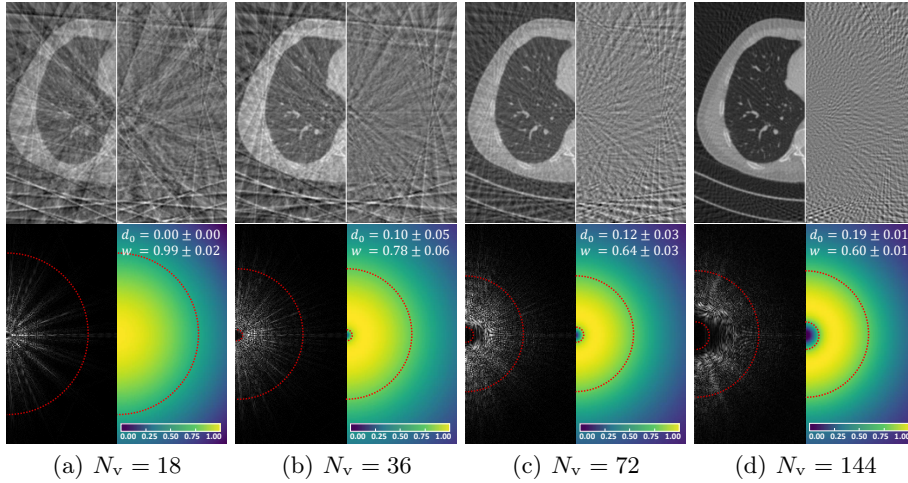 d₀ = 0.00 ± 0.00
w = 0.99 ± 0.02
d₀ = 0.10 ± 0.05
w = 0.78 ± 0.06
d₀ = 0.12 ± 0.03
w = 0.64 ± 0.03
d₀ = 0.19 ± 0.01
w = 0.60 ± 0.01
0.00 0.25 0.50 0.75 1.00
0.00 0.25 0.50 0.75 1.00
0.00 0.25 0.50 0.75 1.00
0.00 0.25 0.50 0.75 1.00
(a) Nᵥ = 18
(b) Nᵥ = 36
(c) Nᵥ = 72
(d) Nᵥ = 144